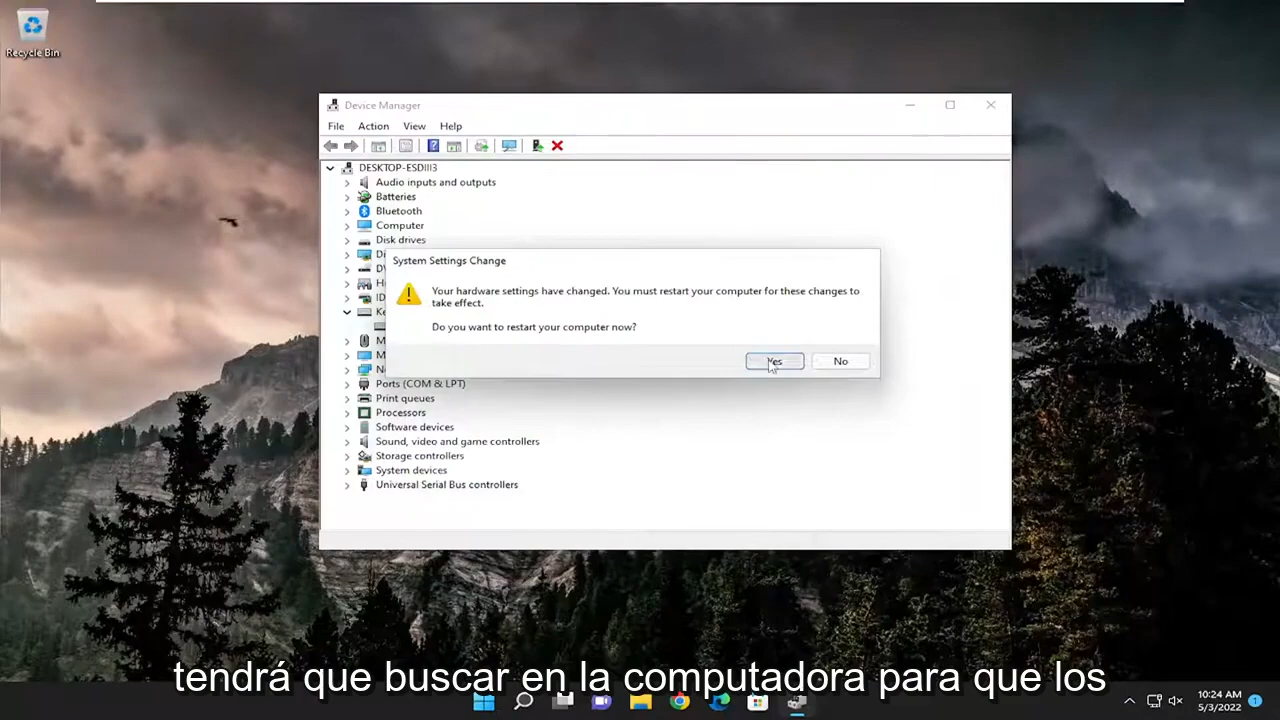 Recycle Bin
Device Manager
File Action View Help
DESKTOP-ESDIII3
Audio inputs and outputs
Batteries
Bluetooth
Computer
Disk drives
System Settings Change
Your hardware settings have changed. You must restart your computer for these changes to
take effect.
Do you want to restart your computer now?
Yes No
Ports (COM & LPT)
Print queues
Processors
Software devices
Sound, video and game controllers
Storage controllers
System devices
Universal Serial Bus controllers
tendrá que buscar en la computadora para que los
10:24 AM
5/3/2022
1